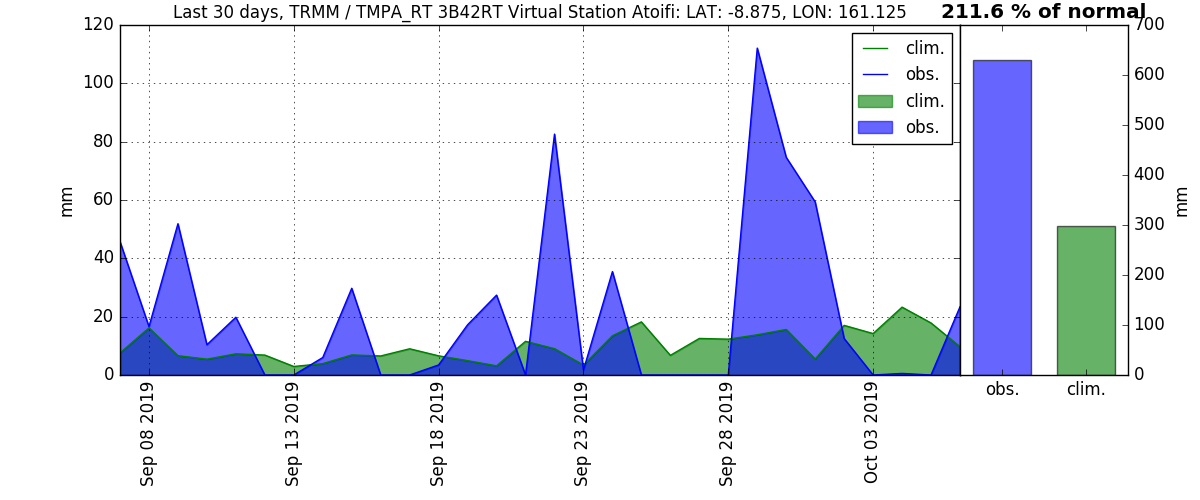 Last 30 days, TRMM / TMPA_RT 3B42RT Virtual Station Atoifi: LAT: -8.875, LON: 161.125
211.6 % of normal
120
100
80
60
40
20
0
mm
clim.
obs.
clim.
obs.
700
600
500
400
300
200
100
0
mm
Sep 08 2019
Sep 13 2019
Sep 18 2019
Sep 23 2019
Sep 28 2019
Oct 03 2019
obs.
clim.